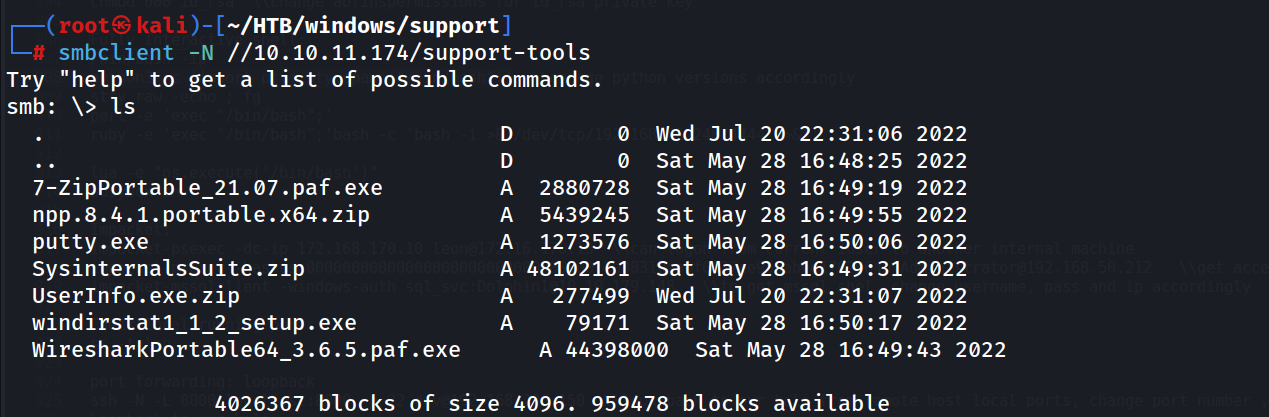 ┌──(root㉿kali)-[~/HTB/windows/support]
└─# smbclient -N //10.10.11.174/support-tools
Try "help" to get a list of possible commands.
smb: \> ls
  .                                   D        0  Wed Jul 20 22:31:06 2022
  ..                                  D        0  Sat May 28 16:48:25 2022
  7-ZipPortable_21.07.paf.exe         A  2880728  Sat May 28 16:49:19 2022
  npp.8.4.1.portable.x64.zip          A  5439245  Sat May 28 16:49:55 2022
  putty.exe                           A  1273576  Sat May 28 16:50:06 2022
  SysinternalsSuite.zip               A 48102161  Sat May 28 16:49:31 2022
  UserInfo.exe.zip                    A   277499  Wed Jul 20 22:31:07 2022
  windirstat1_1_2_setup.exe           A    79171  Sat May 28 16:50:17 2022
  WiresharkPortable64_3.6.5.paf.exe      A 44398000  Sat May 28 16:49:43 2022
                4026367 blocks of size 4096. 959478 blocks available